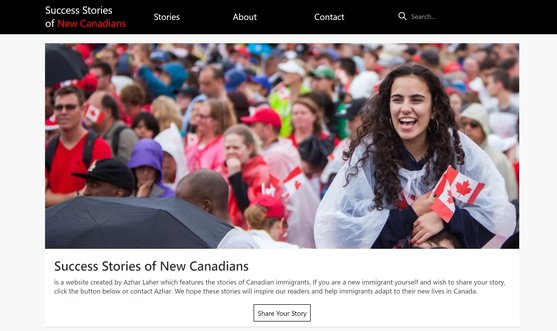 Success Stories
of New Canadians
Stories
About
Contact
Search...
Success Stories of New Canadians
is a website created by Azhar Laher which features the stories of Canadian immigrants. If you are a new immigrant yourself and wish to share your story,
click the button below or contact Azhar. We hope these stories will inspire our readers and help immigrants adapt to their new lives in Canada.
Share Your Story